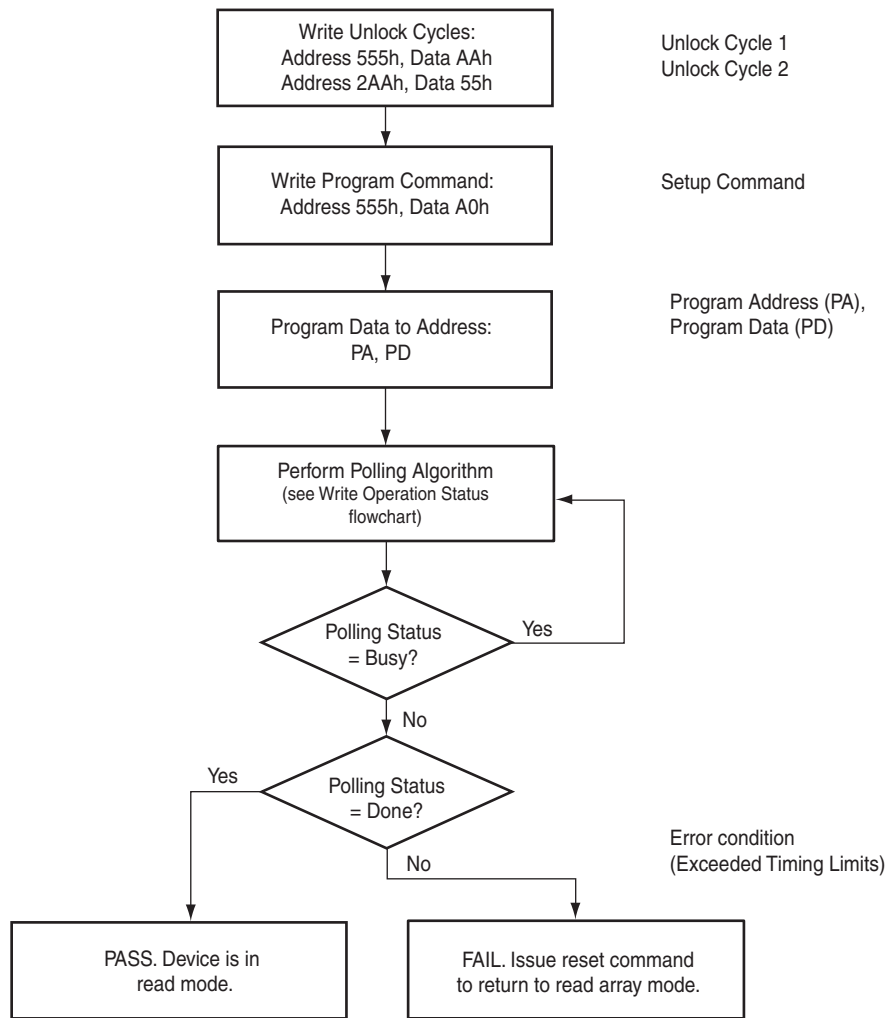 Write Unlock Cycles:
Address 555h, Data AAh
Address 2AAh, Data 55h
Unlock Cycle 1
Unlock Cycle 2
Write Program Command:
Address 555h, Data A0h
Setup Command
Program Data to Address:
PA, PD
Program Address (PA),
Program Data (PD)
Perform Polling Algorithm
(see Write Operation Status
flowchart)
Polling Status
= Busy?
Yes
No
Polling Status
= Done?
Yes
No
Error condition
(Exceeded Timing Limits)
PASS. Device is in
read mode.
FAIL. Issue reset command
to return to read array mode.